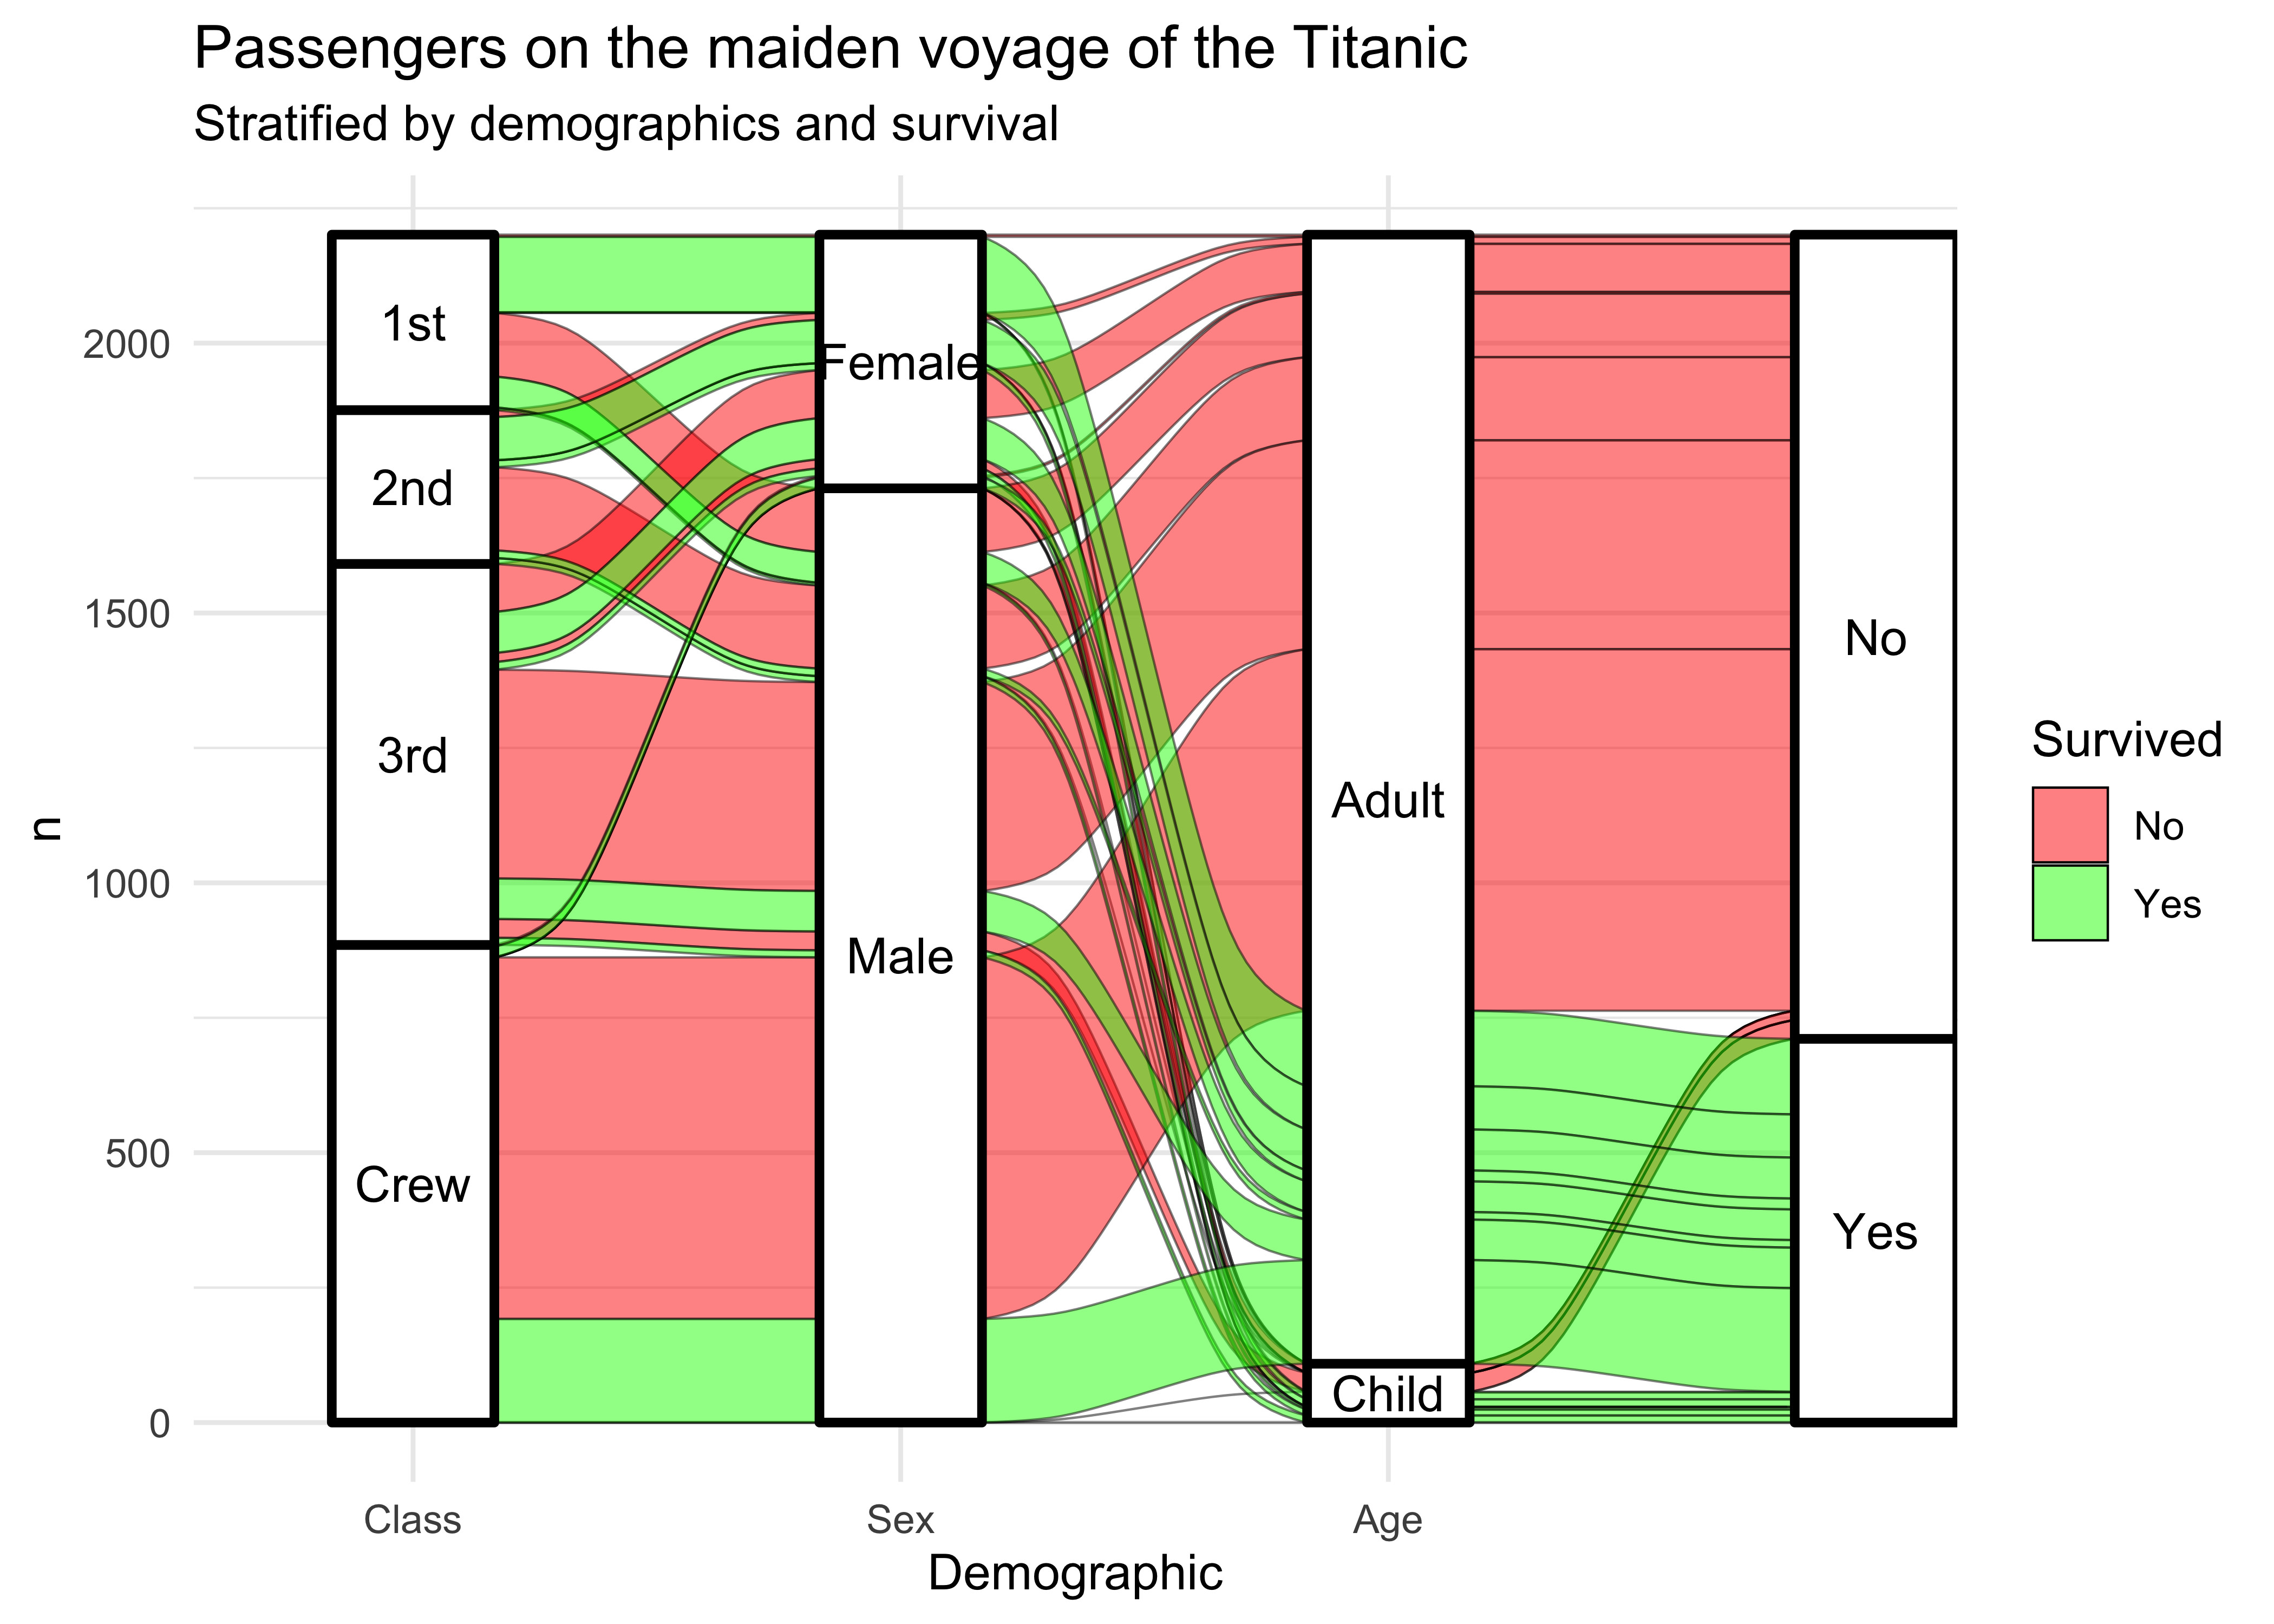 Passengers on the maiden voyage of the Titanic
Stratified by demographics and survival
n
2000
1500
1000
500
0
1st
2nd
3rd
Crew
Female
Male
Adult
Child
No
Yes
Class
Sex
Age
Demographic
Survived
No
Yes